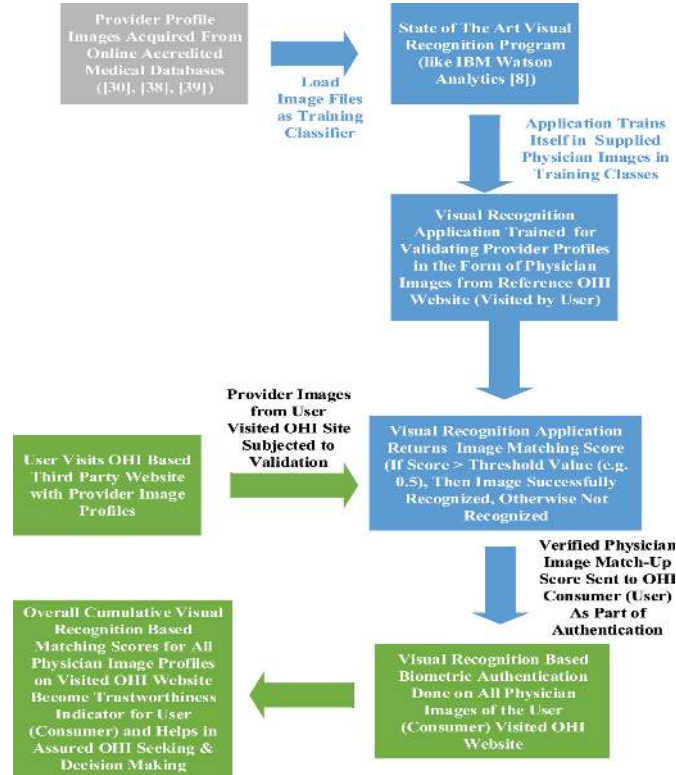 Provider Profile
Images Acquired From
Online Accredited
Medical Databases
([30], [38], [39])
Load
Image Files
as Training
Classifier
State of The Art Visual
Recognition Program
(like IBM Watson
Analytics [8])
Application Trains
Itself in Supplied
Physician Images in
Training Classes
Visual Recognition
Application Trained for
Validating Provider Profiles
in the Form of Physician
Images from Reference OHI
Website (Visited by User)
User Visits OHI Based
Third Party Website
with Provider Image
Profiles
Provider Images
from User
Visited OHI Site
Subjected to
Validation
Visual Recognition Application
Returns Image Matching Score
(If Score > Threshold Value (e.g.
0.5), Then Image Successfully
Recognized, Otherwise Not
Recognized
Verified Physician
Image Match-Up
Score Sent to OHI
Consumer (User)
As Part of
Authentication
Visual Recognition Based
Biometric Authentication
Done on All Physician
Images of the User
(Consumer) Visited OHI
Website
Overall Cumulative Visual
Recognition Based
Matching Scores for All
Physician Image Profiles
on Visited OHI Website
Become Trustworthiness
Indicator for User
(Consumer) and Helps in
Assured OHI Seeking &
Decision Making